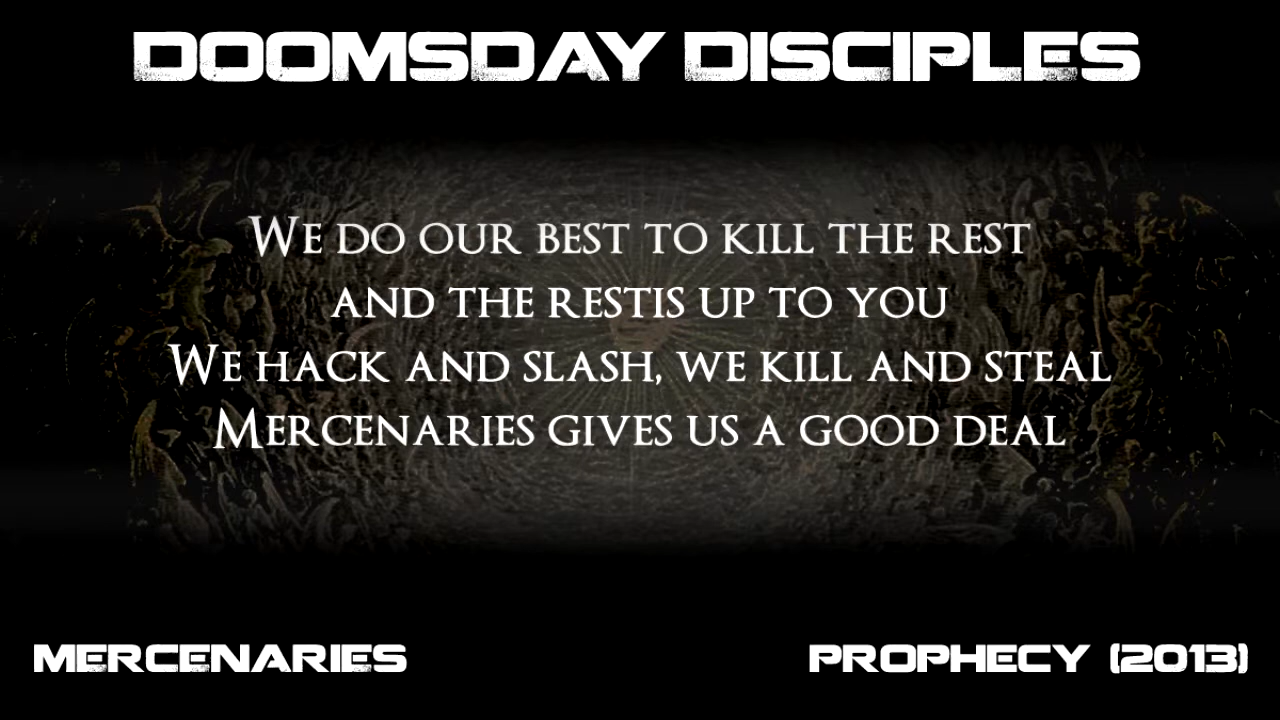 DOOMSDAY DISCIPLES
We do our best to kill the rest
and the restis up to you
We hack and slash, we kill and steal
Mercenaries gives us a good deal
MERCENARIES
PROPHECY (2013)